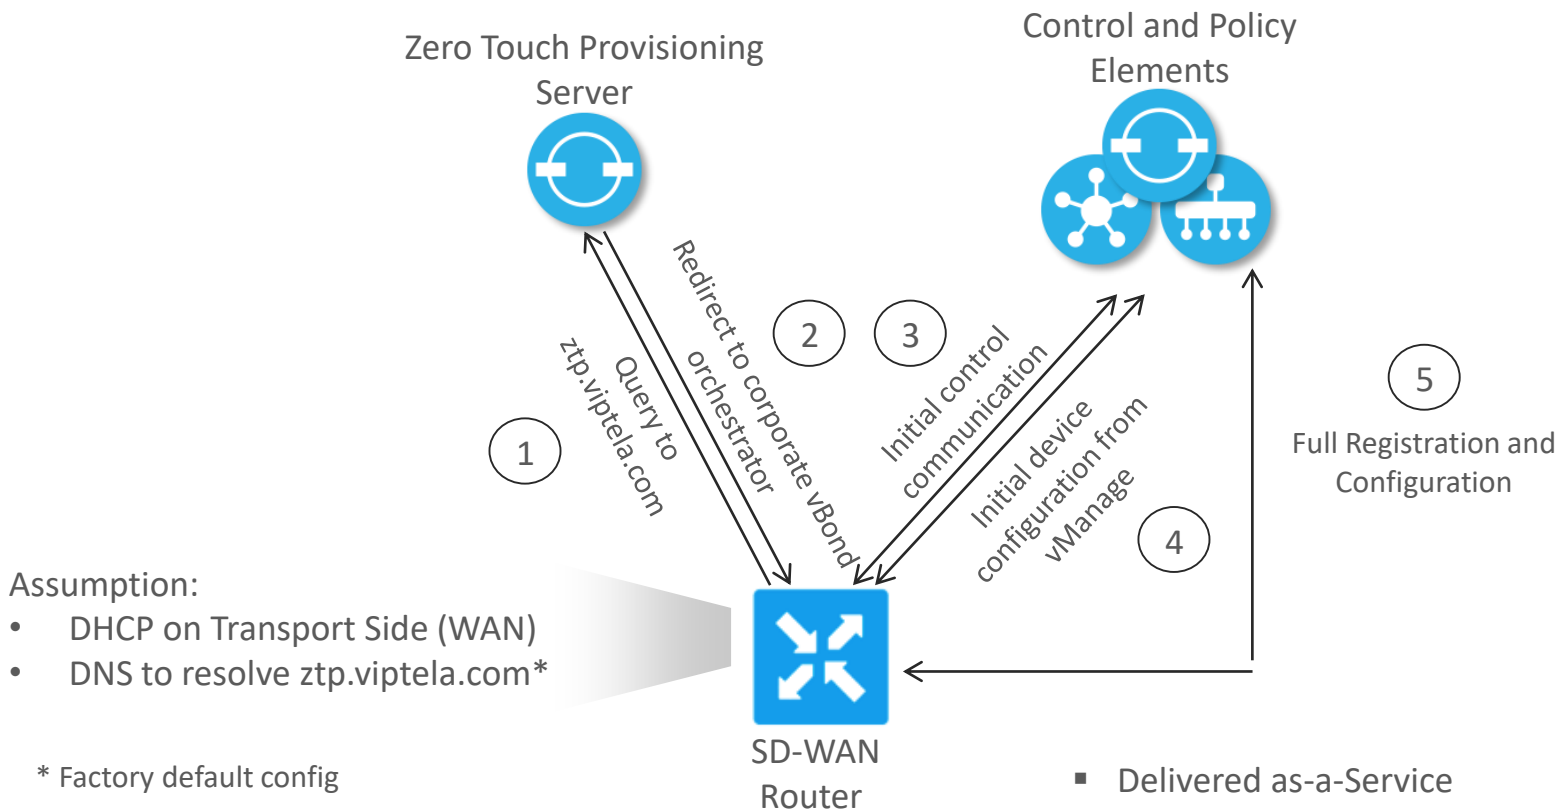 Zero Touch Provisioning
Server
Control and Policy
Elements
1
Query to
ztp.viptela.com
2
Redirect to corporate vBond
orchestrator
3
Initial control
communication
4
Initial device
configuration from
vManage
5
Full Registration and
Configuration
Assumption:
• DHCP on Transport Side (WAN)
• DNS to resolve ztp.viptela.com*
* Factory default config
SD-WAN
Router
▪ Delivered as-a-Service